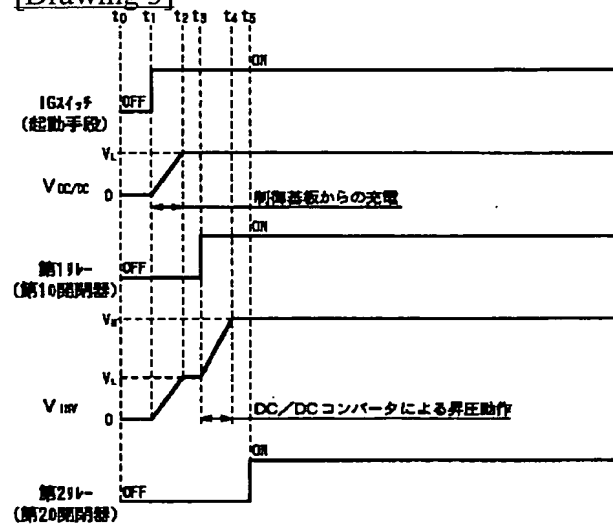 [Drawing 3]
t0 t1 t2 t3 t4 t5
ON
IGスイッチ
(起動手段)
OFF
VL
V DC/DC
0
制御基板からの充電
ON
第1リレー
(第1の開閉器)
OFF
VH
VL
V INV
0
DC/DCコンバータによる昇圧動作
ON
第2リレー
(第2の開閉器)
OFF